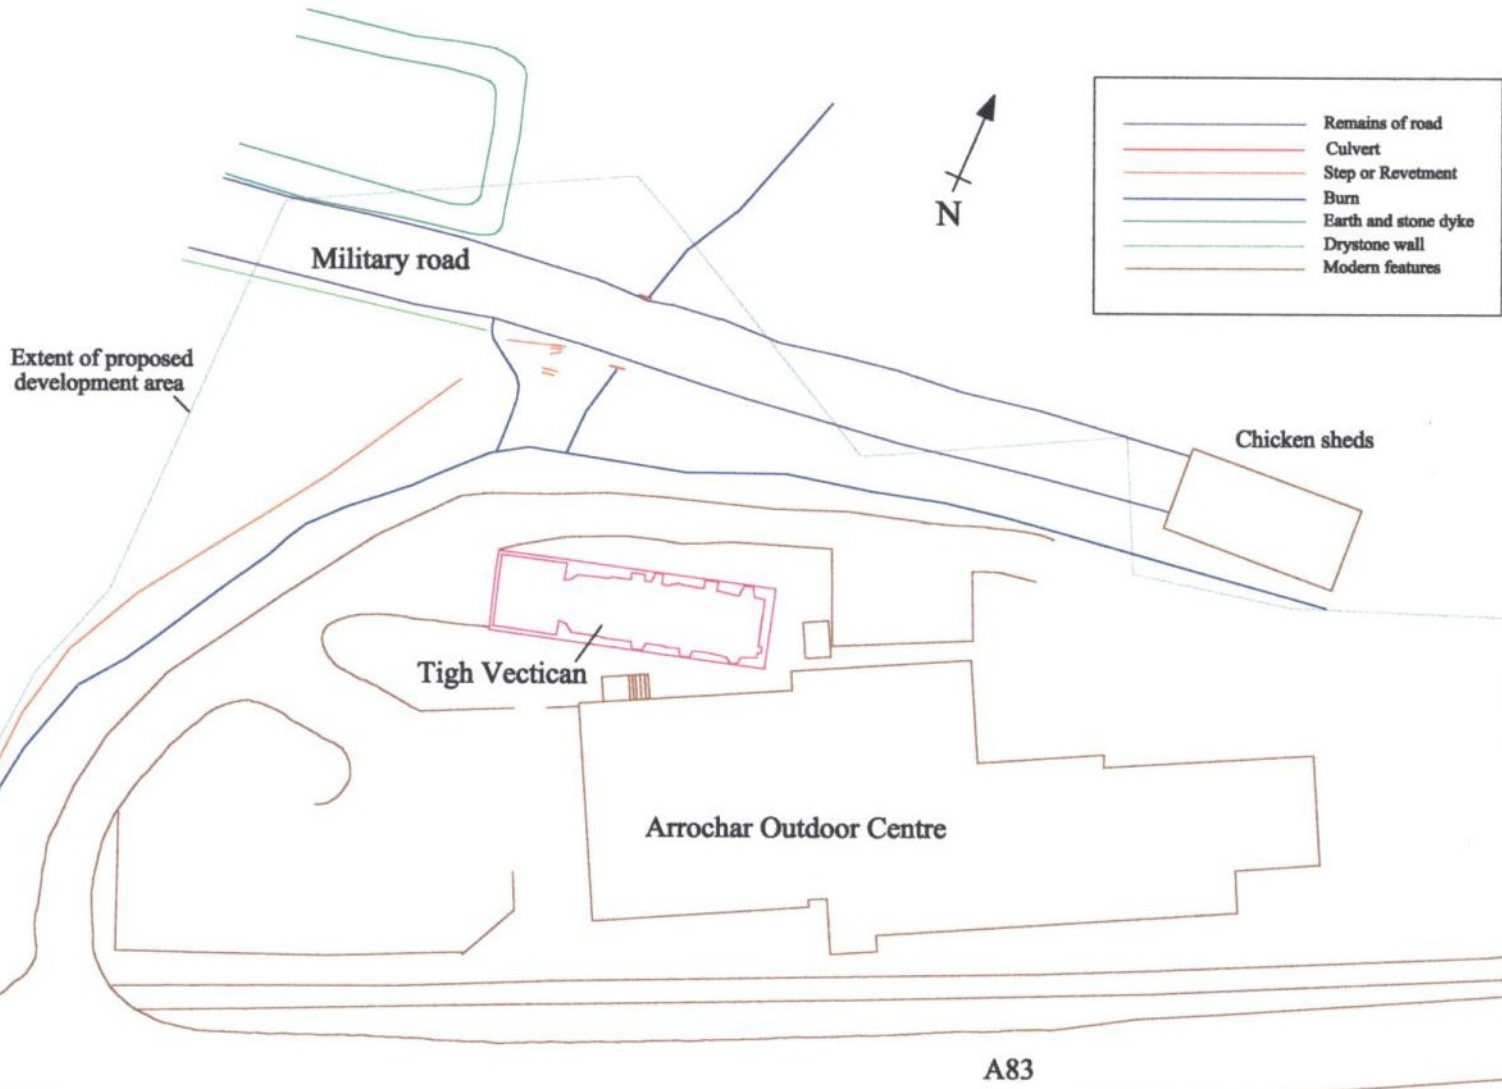 Remains of road
Culvert
Step or Revetment
Burn
Earth and stone dyke
Drystone wall
Modern features
N
Military road
Extent of proposed
development area
Chicken sheds
Tigh Vectican
Arrochar Outdoor Centre
A83